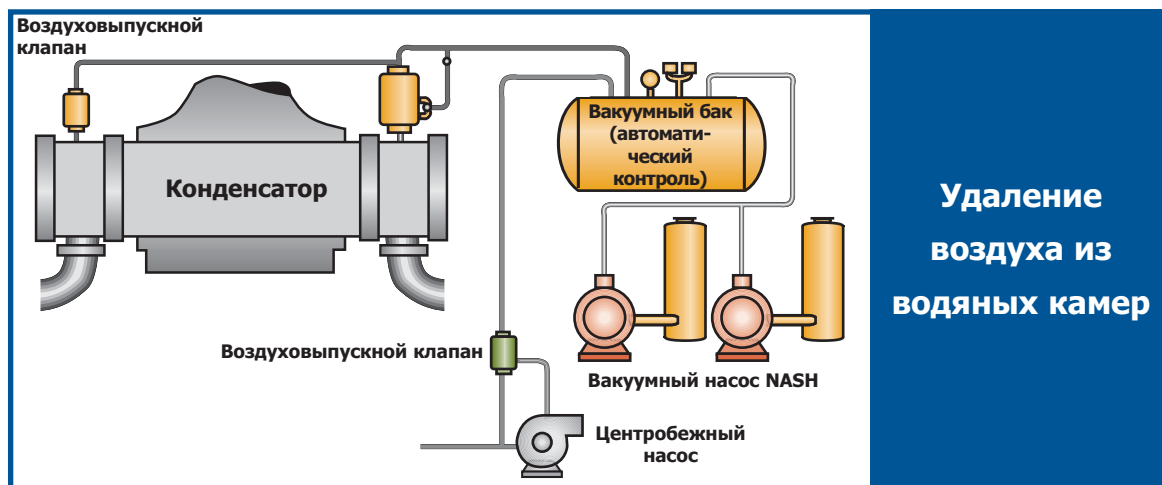 Воздуховыпускной
клапан
Вакуумный бак
(автомати-
ческий
контроль)
Конденсатор
Воздуховыпускной клапан
Вакуумный насос NASH
Центробежный
насос
Удаление
воздуха из
водяных камер